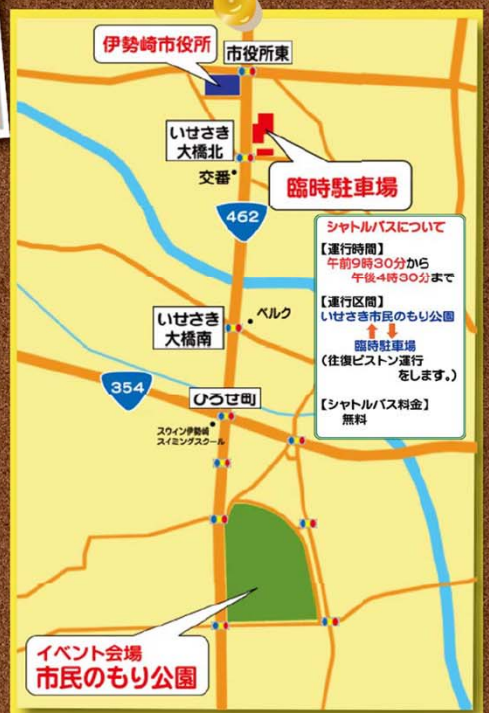 伊勢崎市役所
市役所東
いせさき
大橋北
交番
臨時駐車場
462
シャトルバスについて
【運行時間】
午前9時30分から
午後4時30分まで
【運行区間】
いせさき市民のもり公園
臨時駐車場
(往復ピストン運行
をします。)
【シャトルバス料金】
無料
いせさき
大橋南
ベルク
354
ひろせ町
スウィン伊勢崎
スイミングスクール
イベント会場
市民のもり公園